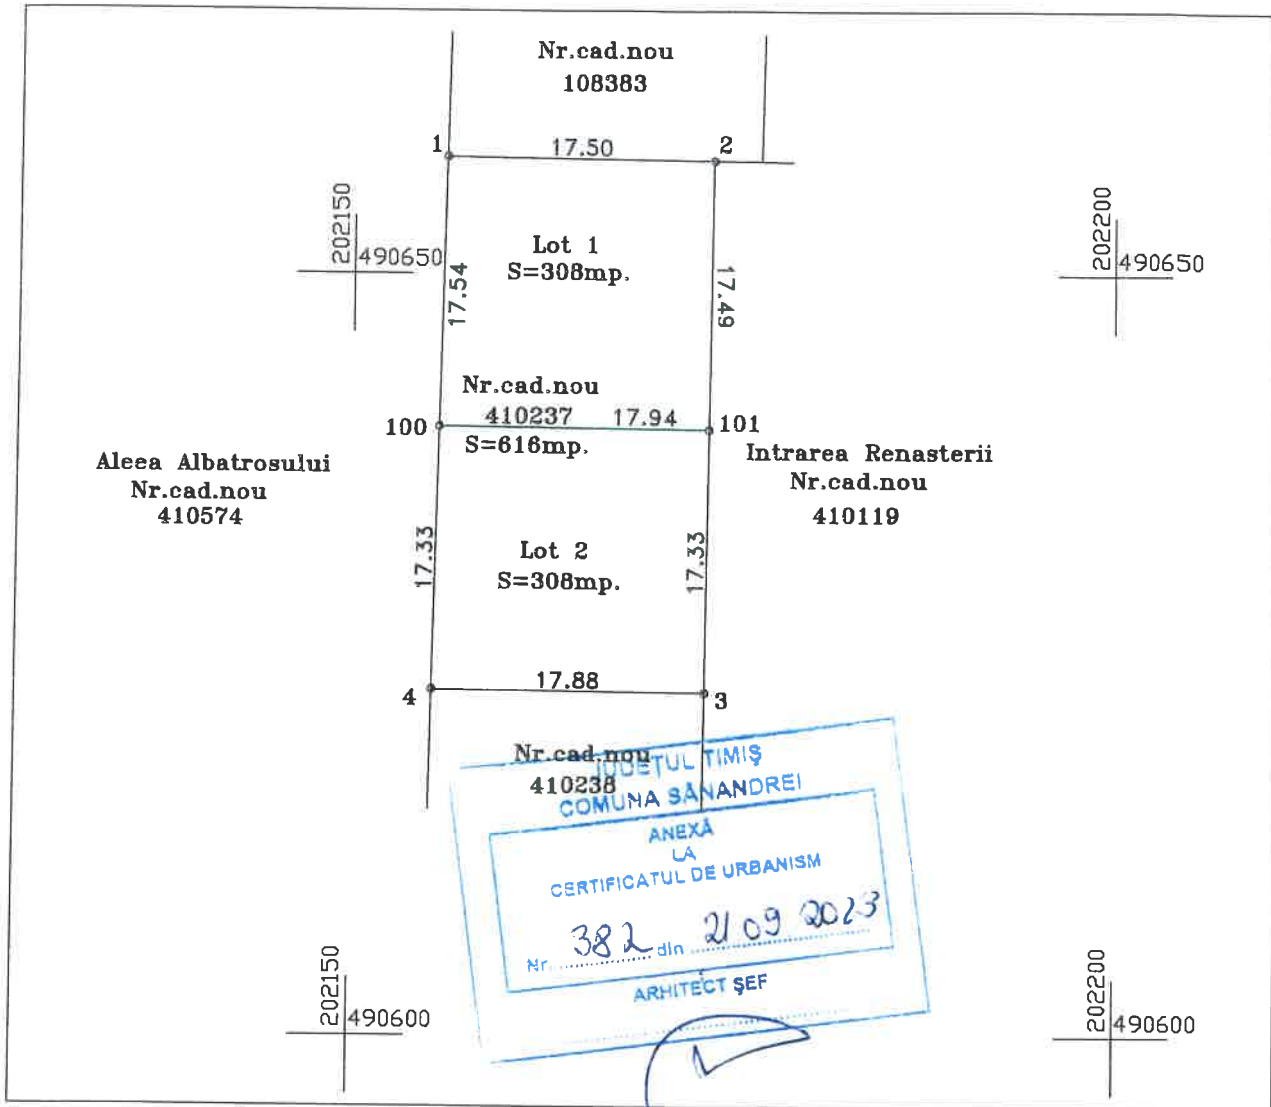 Nr.cad.nou
108383
1
17.50
2
202150
490650
202200
490650
Lot 1
S=308mp.
17.54
17.49
Nr.cad.nou
410237
17.94
100
101
S=616mp.
Aleea Albatrosului
Nr.cad.nou
410574
Intrarea Renasterii
Nr.cad.nou
410119
17.33
Lot 2
S=308mp.
17.33
4
17.88
3
Nr.cad.nou
410238
JUDEŢUL TIMIŞ
COMUNA SÂNANDREI
ANEXĂ
LA
CERTIFICATUL DE URBANISM
Nr. 382 din 21 09 2023
ARHITECT ŞEF
202150
490600
202200
490600